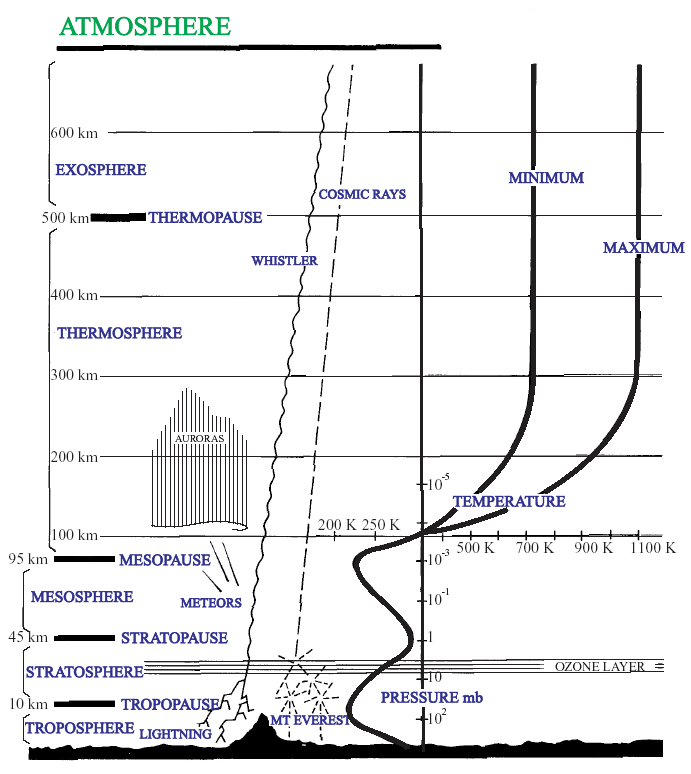 ATMOSPHERE
600 km
EXOSPHERE
MINIMUM
COSMIC RAYS
500 km THERMOPAUSE
MAXIMUM
WHISTLER
400 km
THERMOSPHERE
300 km
AURORAS
200 km
10-5
TEMPERATURE
200 K 250 K
100 km
500 K 700 K 900 K 1100 K
95 km MESOPAUSE
10-3
MESOSPHERE
METEORS
10-1
45 km STRATOPAUSE
1
STRATOSPHERE
OZONE LAYER
10
10 km TROPOPAUSE
PRESSURE mb
102
MT EVEREST
TROPOSPHERE
LIGHTNING